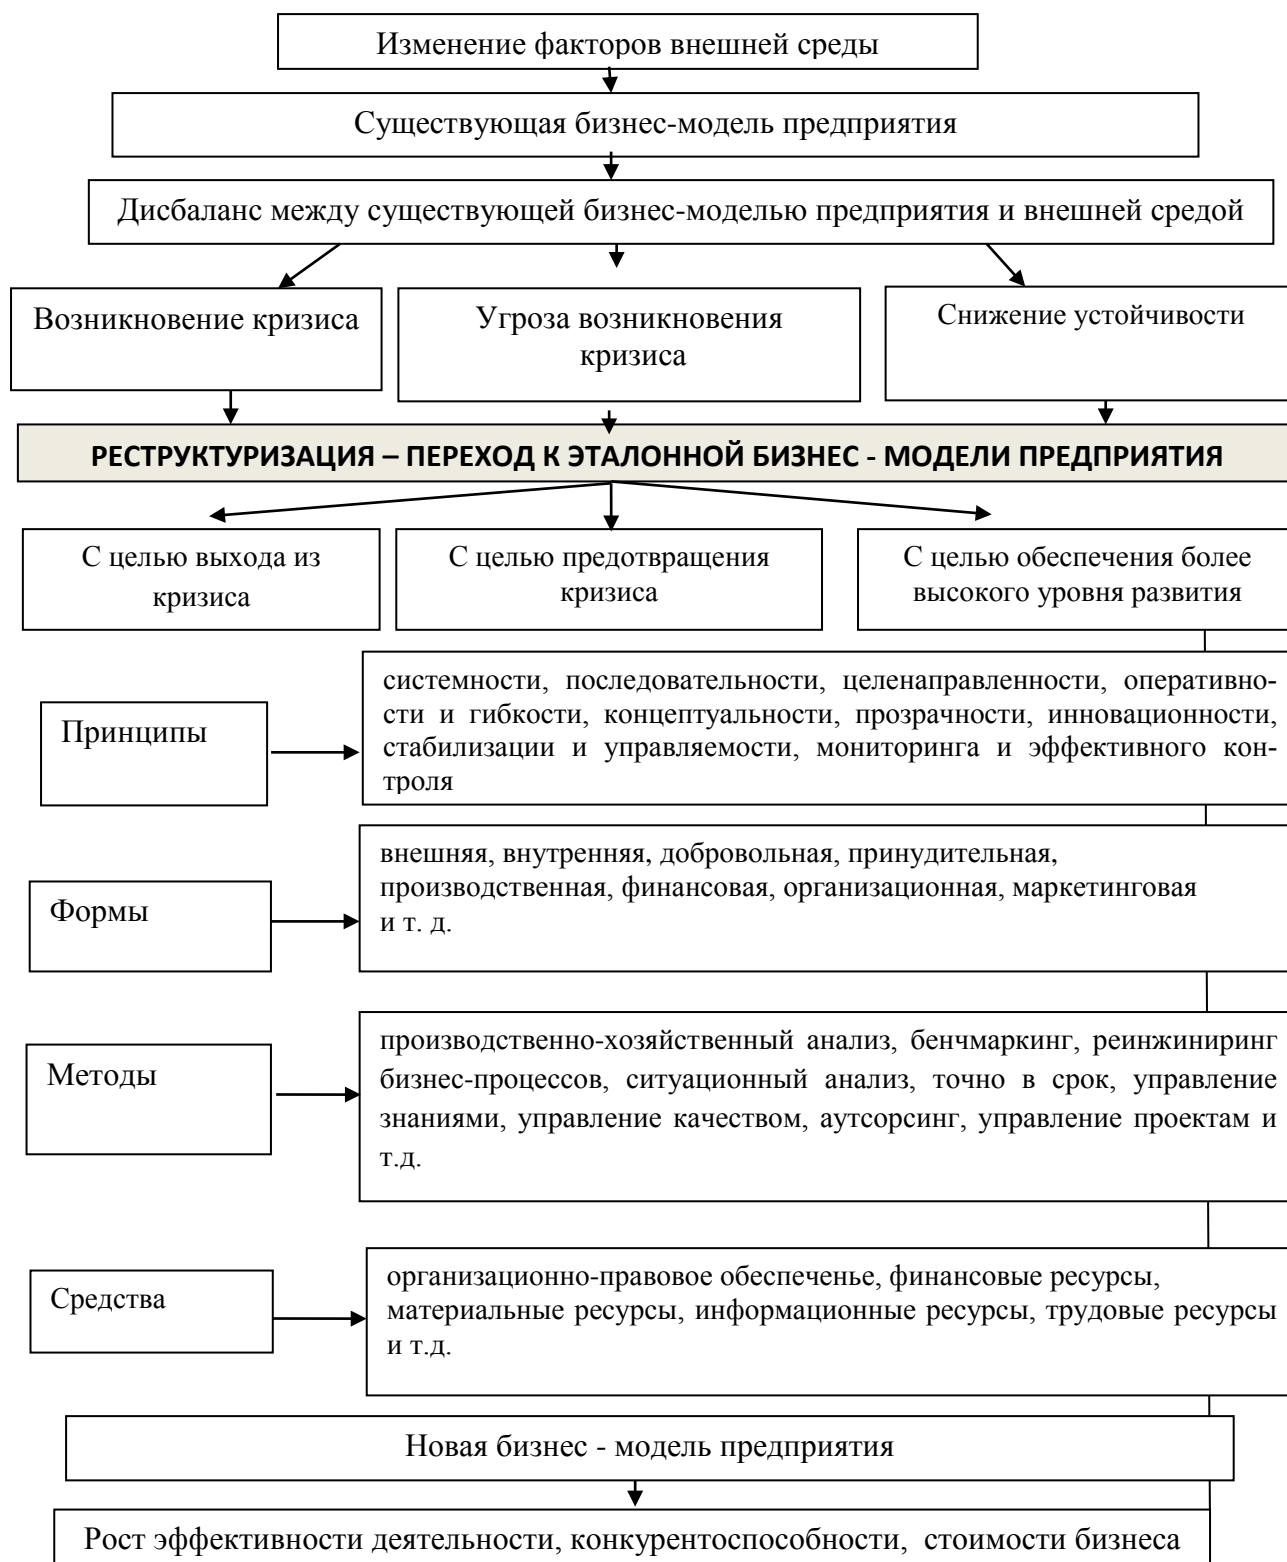 Изменение факторов внешней среды
Существующая бизнес-модель предприятия
Дисбаланс между существующей бизнес-моделью предприятия и внешней средой
Возникновение кризиса
Угроза возникновения
кризиса
Снижение устойчивости
РЕСТРУКТУРИЗАЦИЯ – ПЕРЕХОД К ЭТАЛОННОЙ БИЗНЕС - МОДЕЛИ ПРЕДПРИЯТИЯ
С целью выхода из
кризиса
С целью предотвращения
кризиса
С целью обеспечения более
высокого уровня развития
Принципы
системности, последовательности, целенаправленности, оперативно-
сти и гибкости, концептуальности, прозрачности, инновационности,
стабилизации и управляемости, мониторинга и эффективного кон-
троля
Формы
внешняя, внутренняя, добровольная, принудительная,
производственная, финансовая, организационная, маркетинговая
и т. д.
Методы
производственно-хозяйственный анализ, бенчмаркинг, реинжиниринг
бизнес-процессов, ситуационный анализ, точно в срок, управление
знаниями, управление качеством, аутсорсинг, управление проектам и
т.д.
Средства
организационно-правовое обеспеченье, финансовые ресурсы,
материальные ресурсы, информационные ресурсы, трудовые ресурсы
и т.д.
Новая бизнес - модель предприятия
Рост эффективности деятельности, конкурентоспособности, стоимости бизнеса